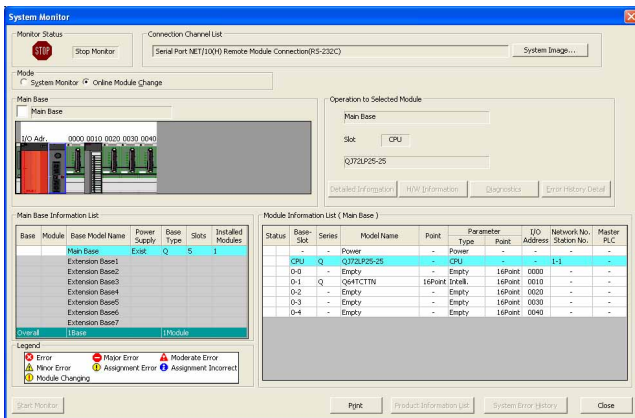 System Monitor
Monitor Status
STOP
Stop Monitor
Connection Channel List
Serial Port NET/10(H) Remote Module Connection(RS-232C)
System Image...
Mode
System Monitor Online Module Change
Main Base
Main Base
I/O Adr. 0000 0010 0020 0030 0040
Operation to Selected Module
Main Base
Slot CPU
QJ72LP25-25
Detailed Information H/W Information Diagnostics Error History Detail
Main Base Information List
Base Module Base Model Name Power Supply Base Type Slots Installed Modules
Main Base Exist Q 5 1
Extension Base1
Extension Base2
Extension Base3
Extension Base4
Extension Base5
Extension Base6
Extension Base7
Overall 1Base 1Module
Module Information List ( Main Base )
Status Base-Slot Series Model Name Point Parameter Type Point I/O Address Network No. Station No. Master PLC
- - Power - Power - - - -
CPU Q QJ72LP25-25 - CPU - - 1-1 -
0-0 - Empty - Empty 16Point 0000 - -
0-1 Q Q64TCTTN 16Point Intelli. 16Point 0010 - -
0-2 - Empty - Empty 16Point 0020 - -
0-3 - Empty - Empty 16Point 0030 - -
0-4 - Empty - Empty 16Point 0040 - -
Legend
Error Major Error Moderate Error
Minor Error Assignment Error Assignment Incorrect
Module Changing
Start Monitor Print Product Information List System Error History Close